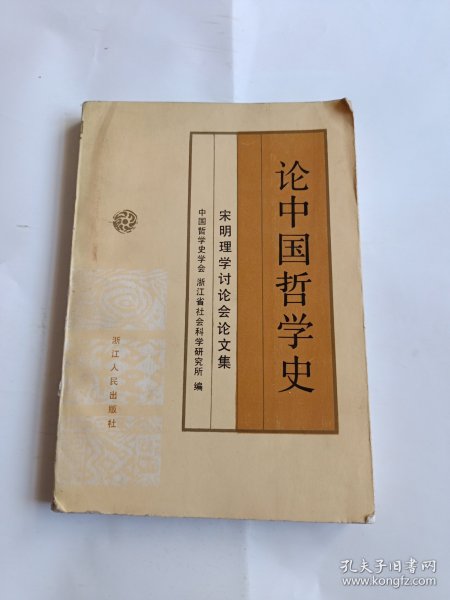 论中国哲学史
宋明理学讨论会论文集
中国哲学史学会 浙江省社会科学研究所 编
浙江人民出版社
孔夫子旧书网
www.kongfz.com